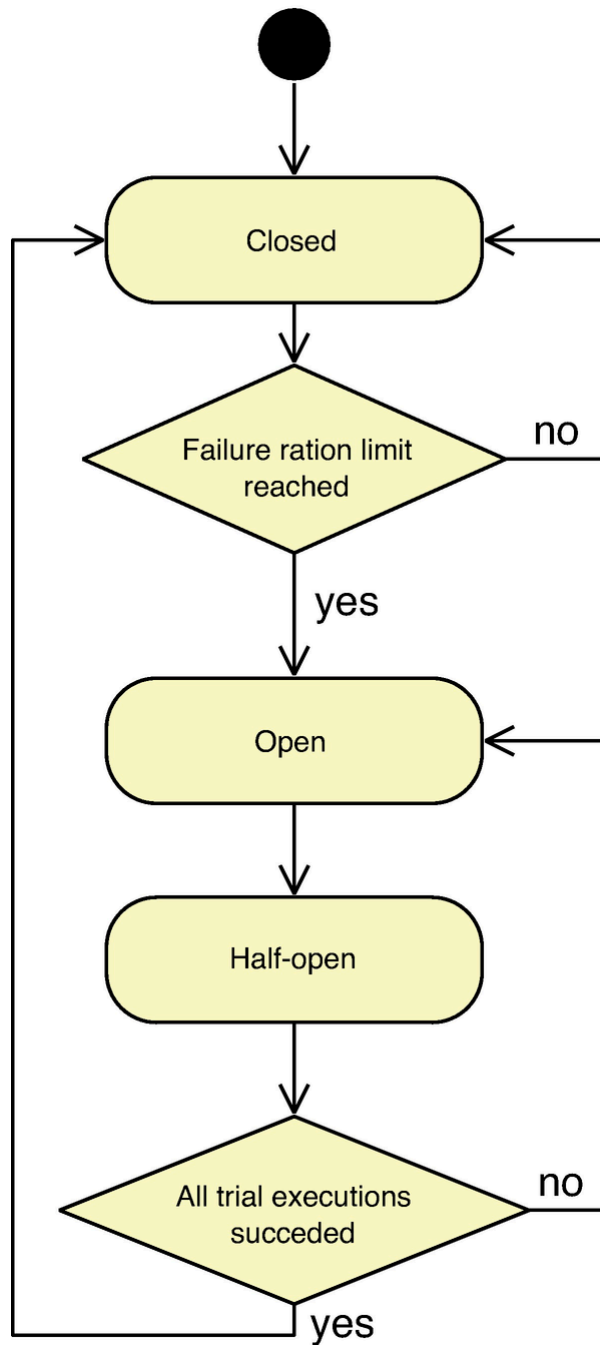 Closed
Failure ration limit
reached
no
yes
Open
Half-open
All trial executions
succeded
no
yes